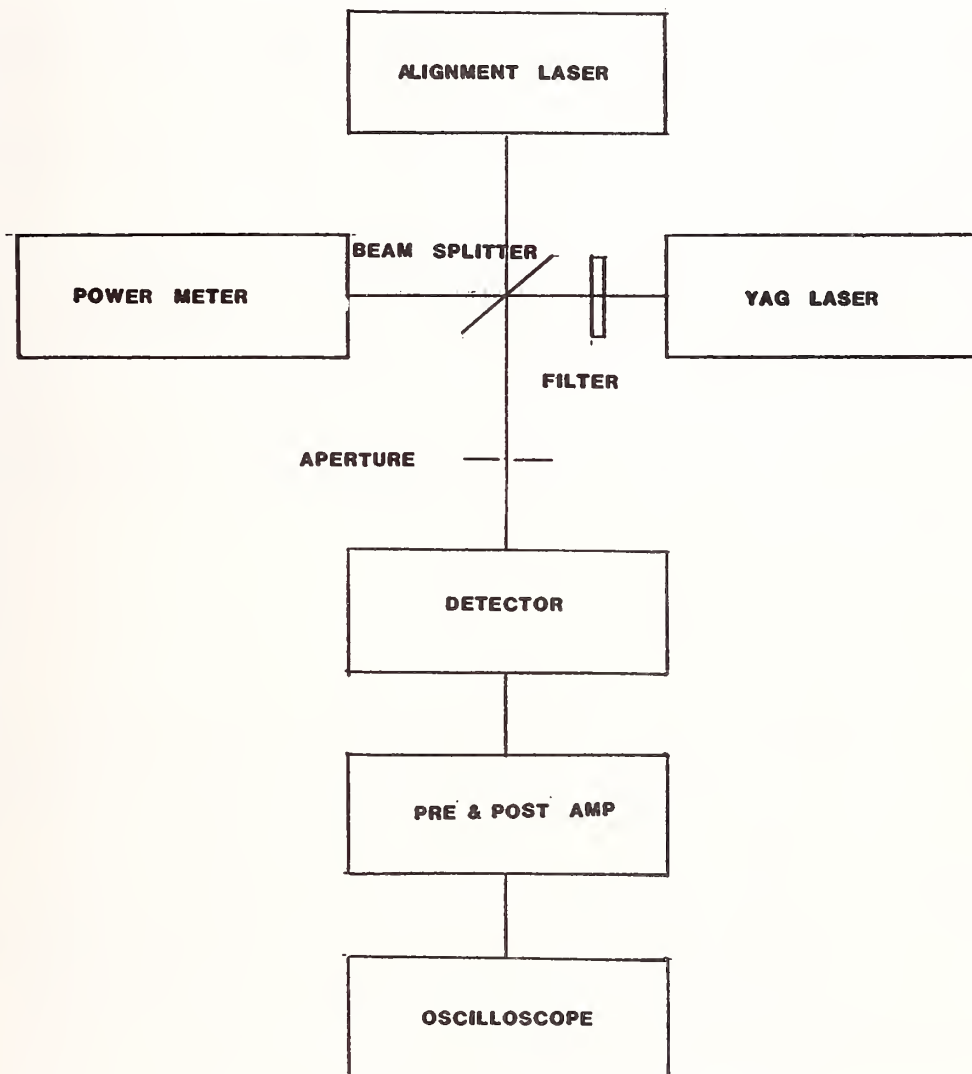 ALIGNMENT LASER
BEAM SPLITTER
POWER METER
YAG LASER
FILTER
APERTURE
DETECTOR
PRE & POST AMP
OSCILLOSCOPE